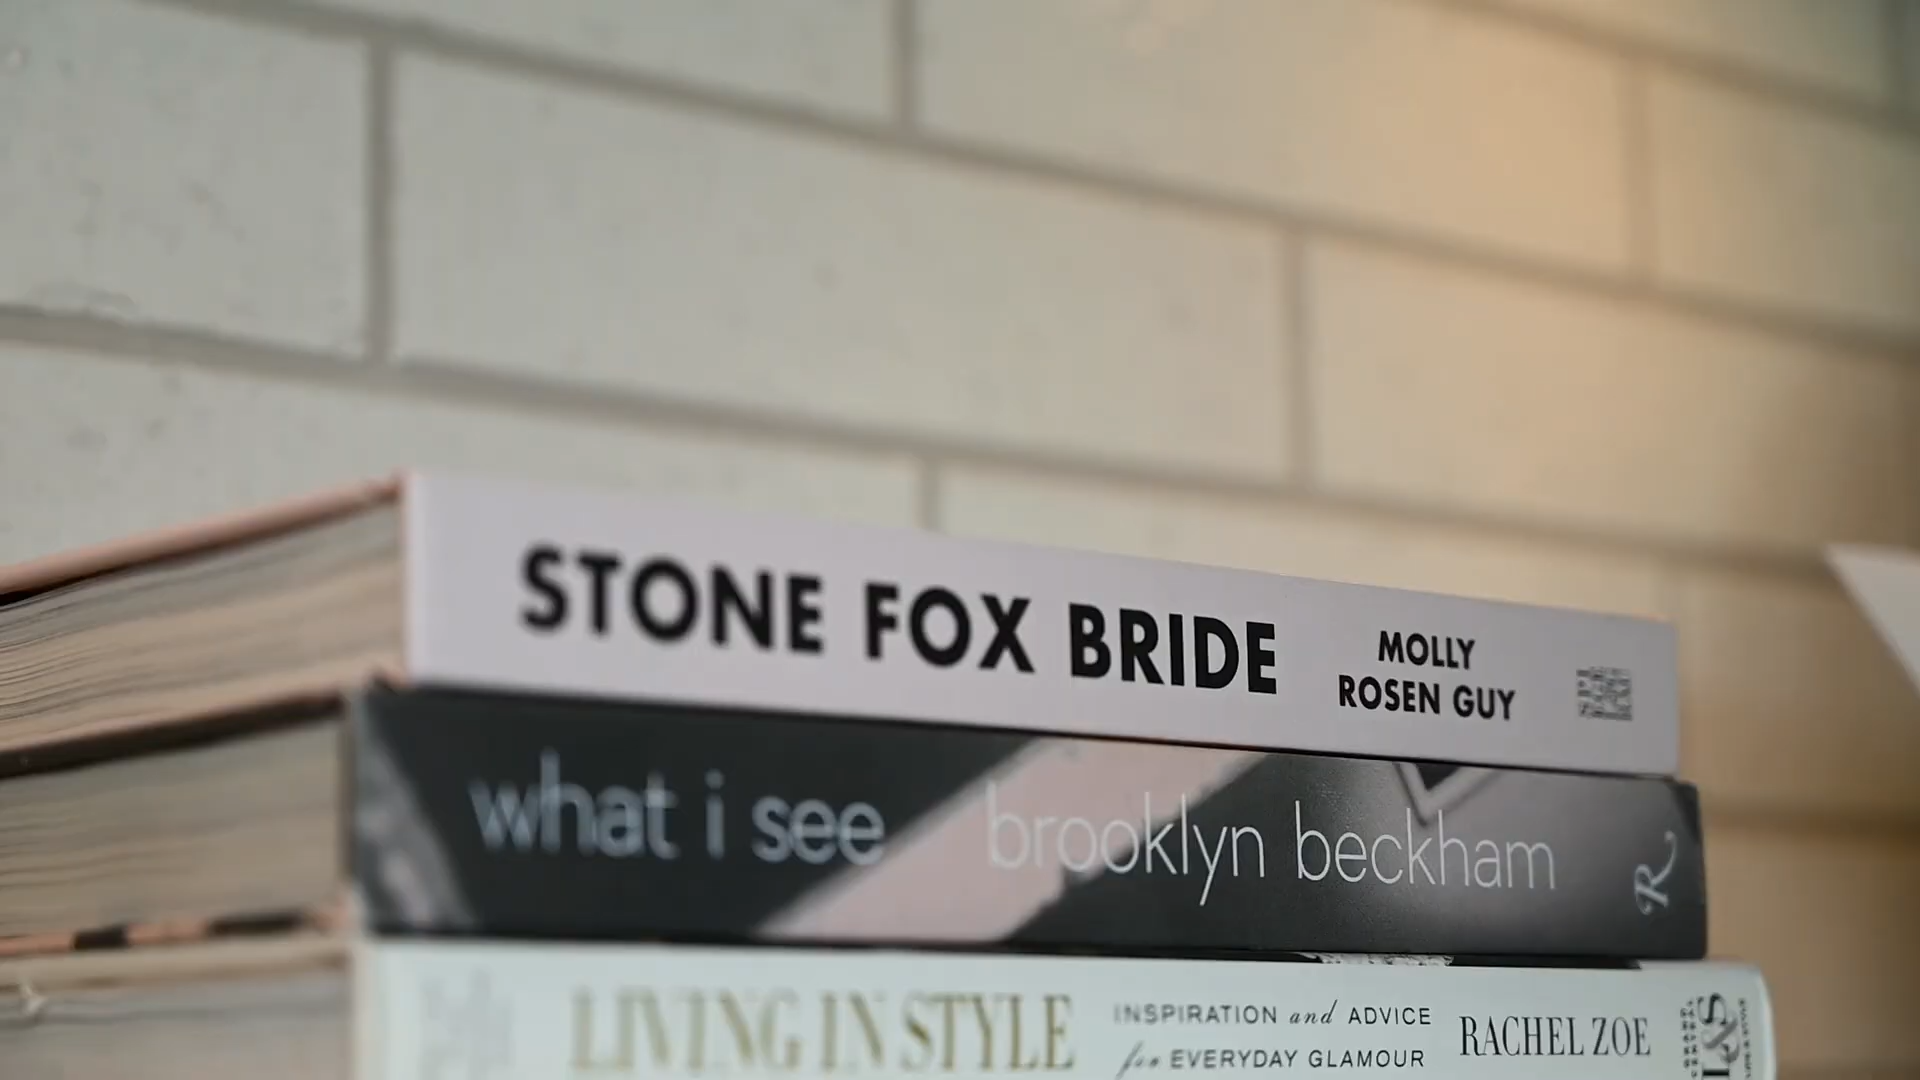 STONE FOX BRIDE
MOLLY
ROSEN GUY
what i see
brooklyn beckham
R
LIVING IN STYLE
INSPIRATION and ADVICE
for EVERYDAY GLAMOUR
RACHEL ZOE